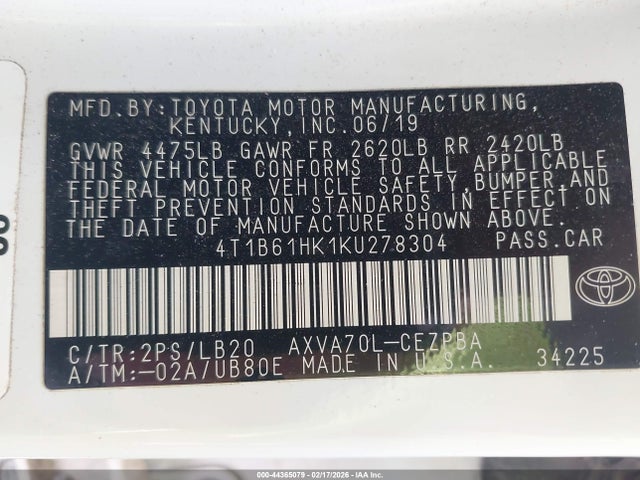 MFD.BY:TOYOTA MOTOR MANUFACTURING,
KENTUCKY,INC.06/19
GVWR 4475LB GAWR FR 2620LB RR 2420LB
THIS VEHICLE CONFORMS TO ALL APPLICABLE
FEDERAL MOTOR VEHICLE SAFETY,BUMPER,AND
THEFT PREVENTION STANDARDS IN EFFECT ON
THE DATE OF MANUFACTURE SHOWN ABOVE.
4T1B61HK1KU278304 PASS.CAR
C/TR:2PS/LB20 AXVA70L-CEZPBA
A/TM:-02A/UB80E MADE IN U.S.A. 34225
000-44365079 - 02/17/2026 - IAAI.COM